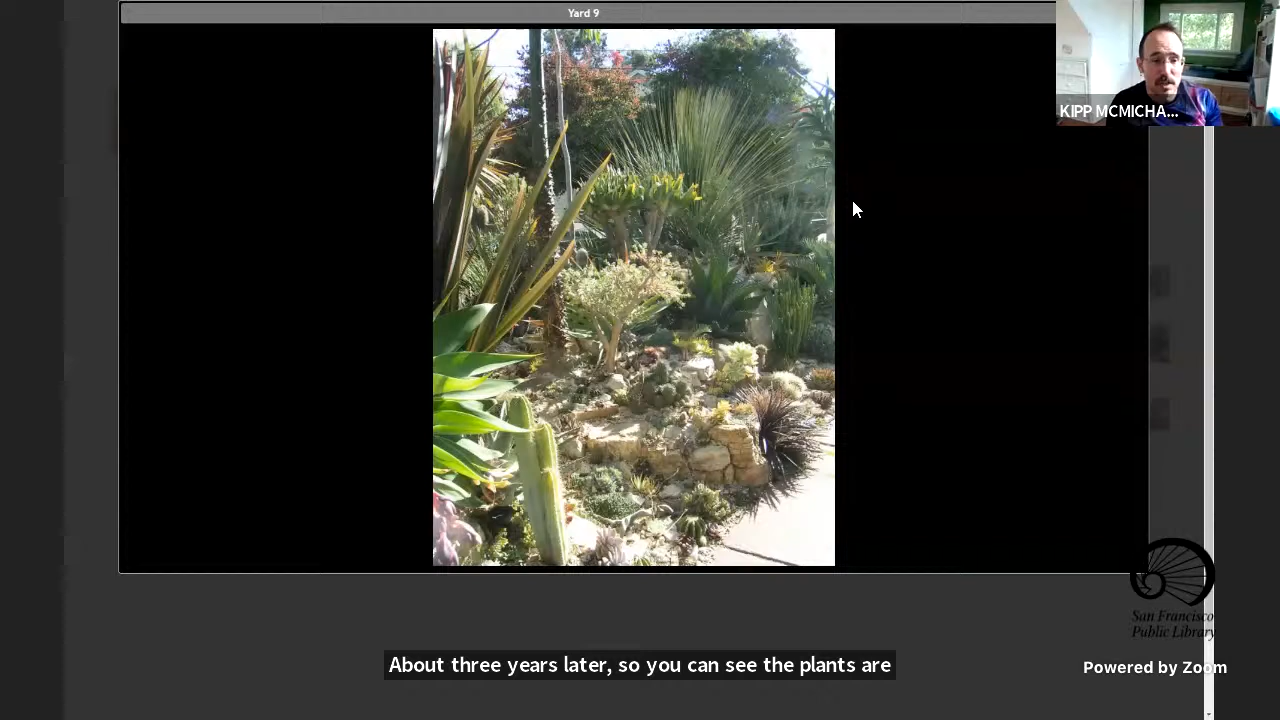 Yard 9
KIPP MCMICHA...
San Francisco
Public Library
About three years later, so you can see the plants are
Powered by Zoom